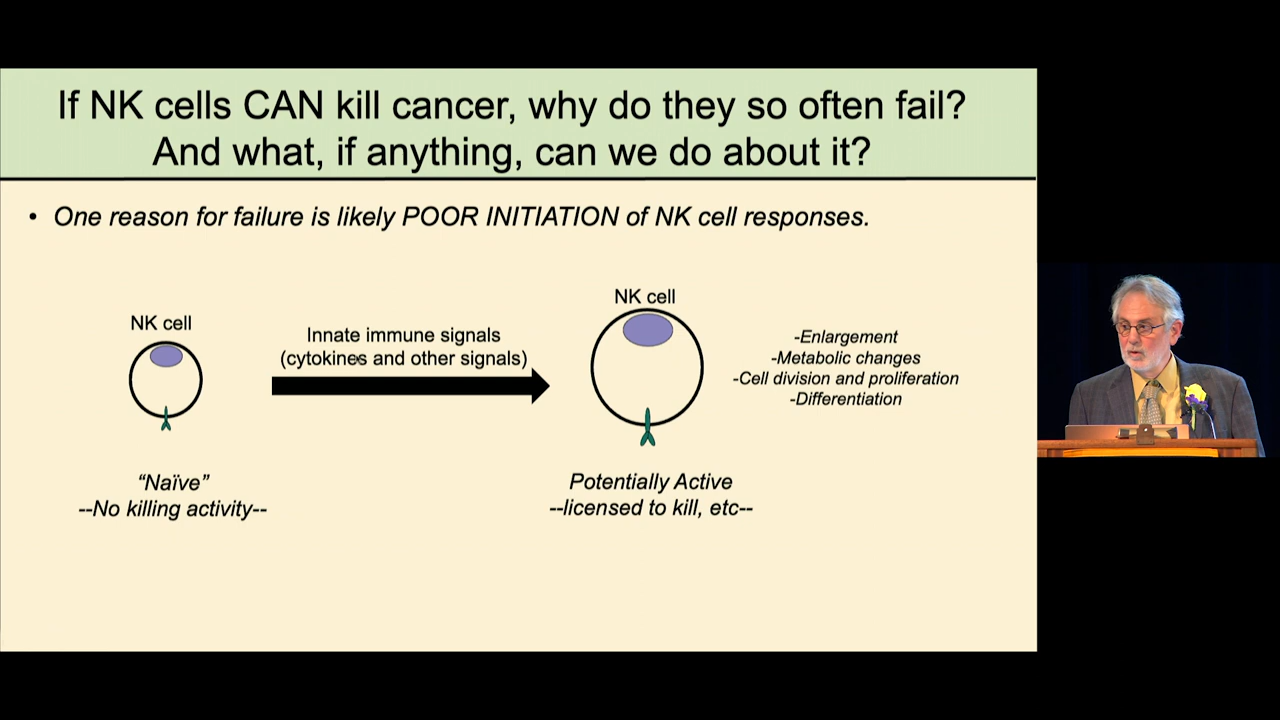 If NK cells CAN kill cancer, why do they so often fail?
And what, if anything, can we do about it?
• One reason for failure is likely POOR INITIATION of NK cell responses.
NK cell
Innate immune signals
(cytokines and other signals)
NK cell
-Enlargement
-Metabolic changes
-Cell division and proliferation
-Differentiation
“Naïve”
--No killing activity--
Potentially Active
--licensed to kill, etc--